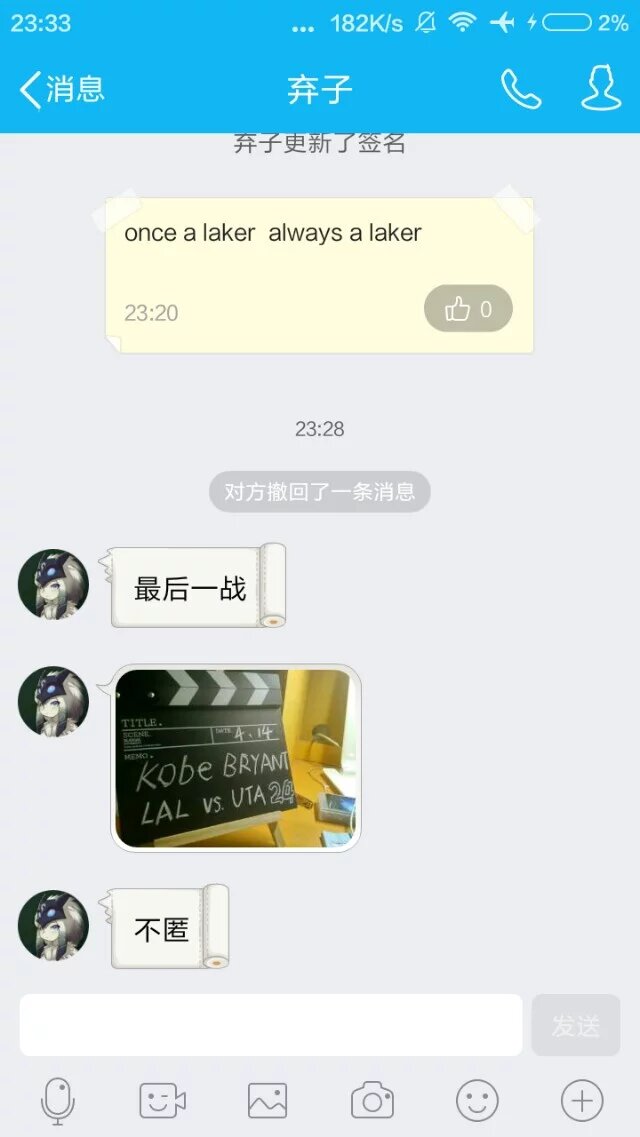 23:33
... 182K/s 2%
消息
弃子
弃子更新了签名
once a laker always a laker
23:20
0
23:28
对方撤回了一条消息
最后一战
TITLE.
SCENE.
DATE. 4.14
MEMO.
Kobe BRYANT
LAL vs. UTA 24
不匿
发送